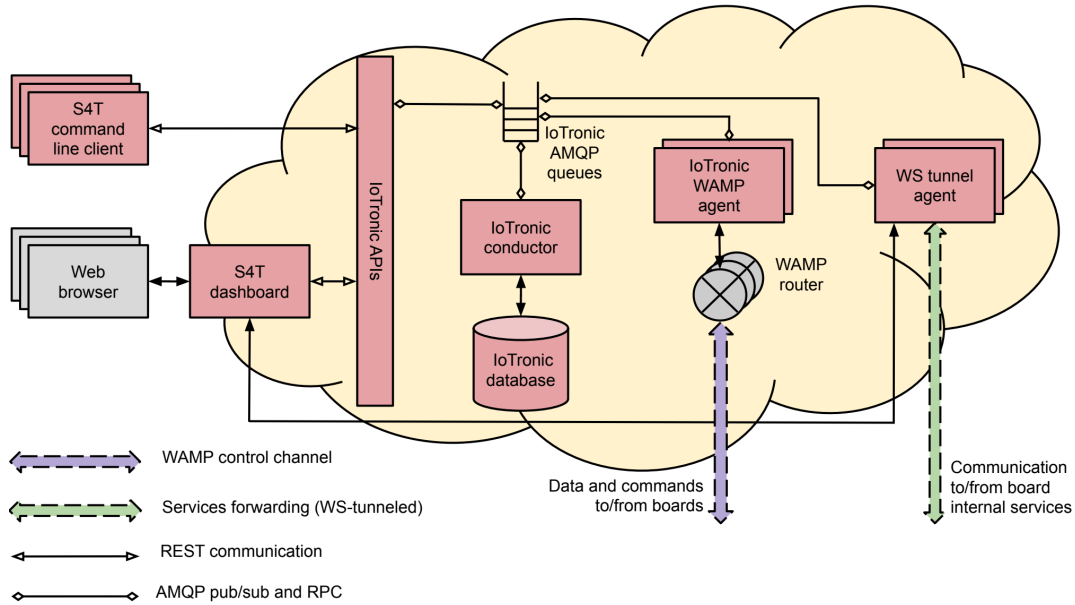 S4T
command
line client
Web
browser
S4T
dashboard
IoTronic APIs
IoTronic
AMQP
queues
IoTronic
conductor
IoTronic
database
IoTronic
WAMP
agent
WAMP
router
WS tunnel
agent
Data and commands
to/from boards
Communication
to/from board
internal services
WAMP control channel
Services forwarding (WS-tunneled)
REST communication
AMQP pub/sub and RPC